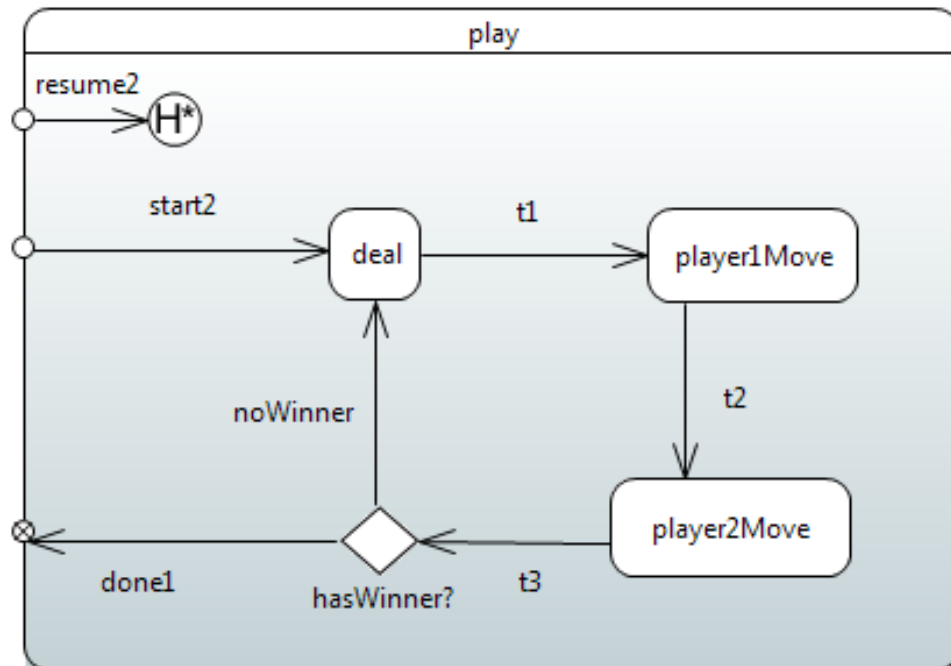 play
resume2
H*
start2
t1
deal
player1Move
noWinner
t2
player2Move
done1
hasWinner?
t3